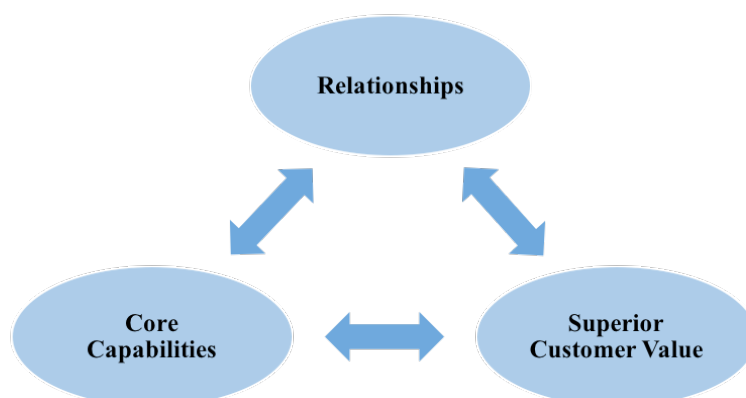 Relationships
Core
Capabilities
Superior
Customer Value